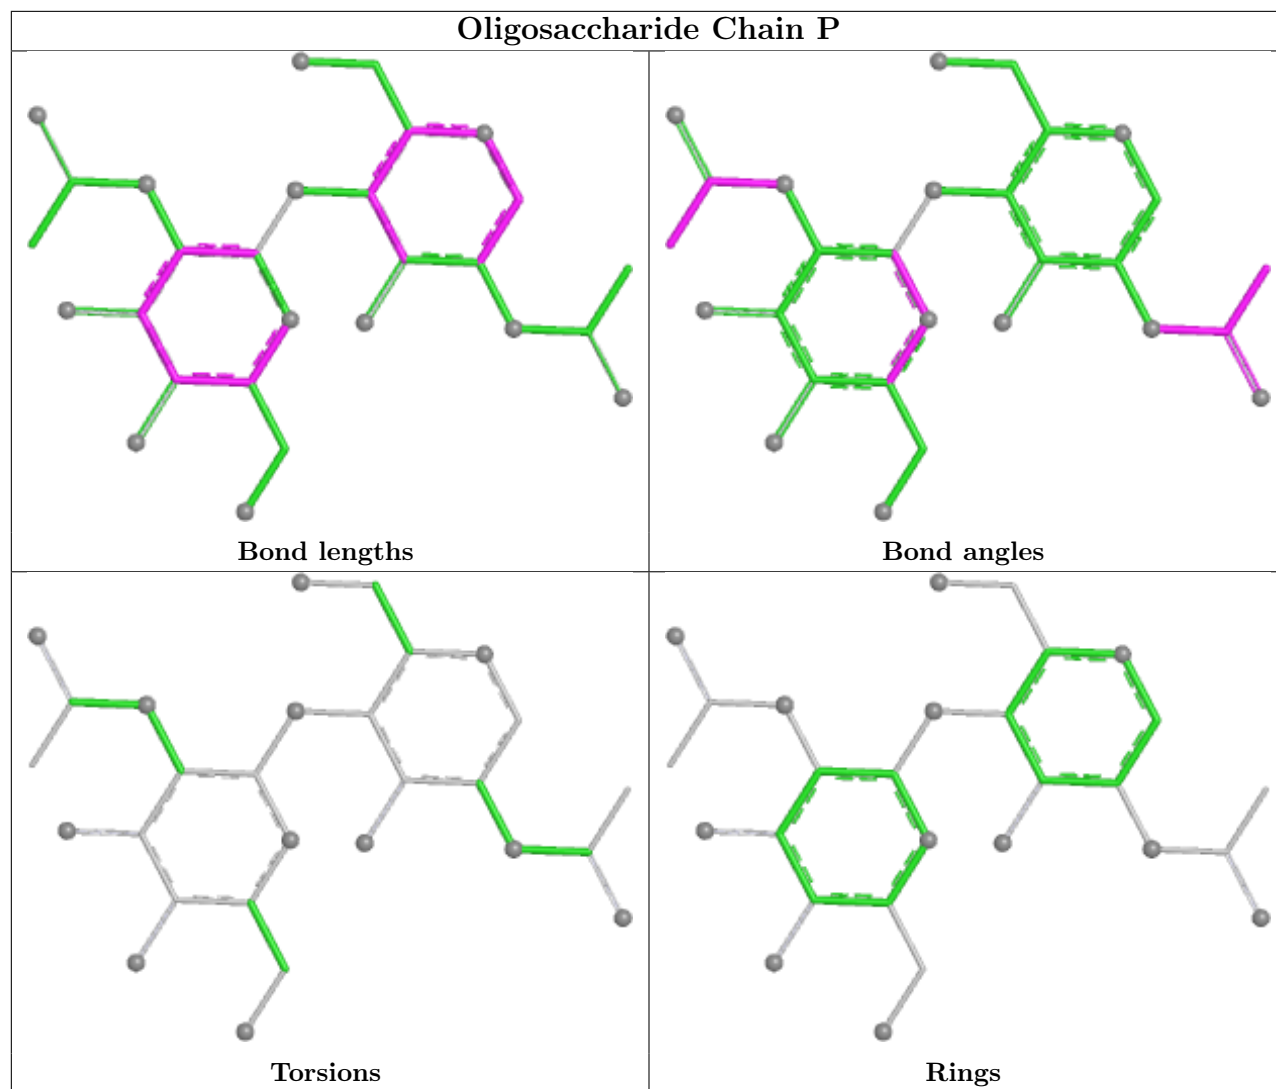 Oligosaccharide Chain P
Bond lengths
Bond angles
Torsions
Rings